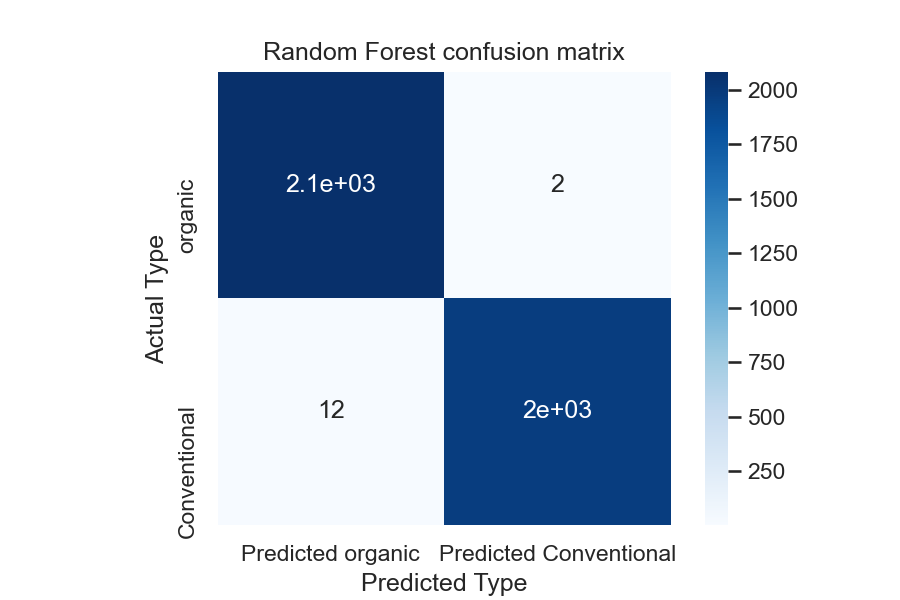 Random Forest confusion matrix
Actual Type
organic
Conventional
2.1e+03
2
12
2e+03
Predicted organic
Predicted Conventional
Predicted Type
2000
1750
1500
1250
1000
750
500
250